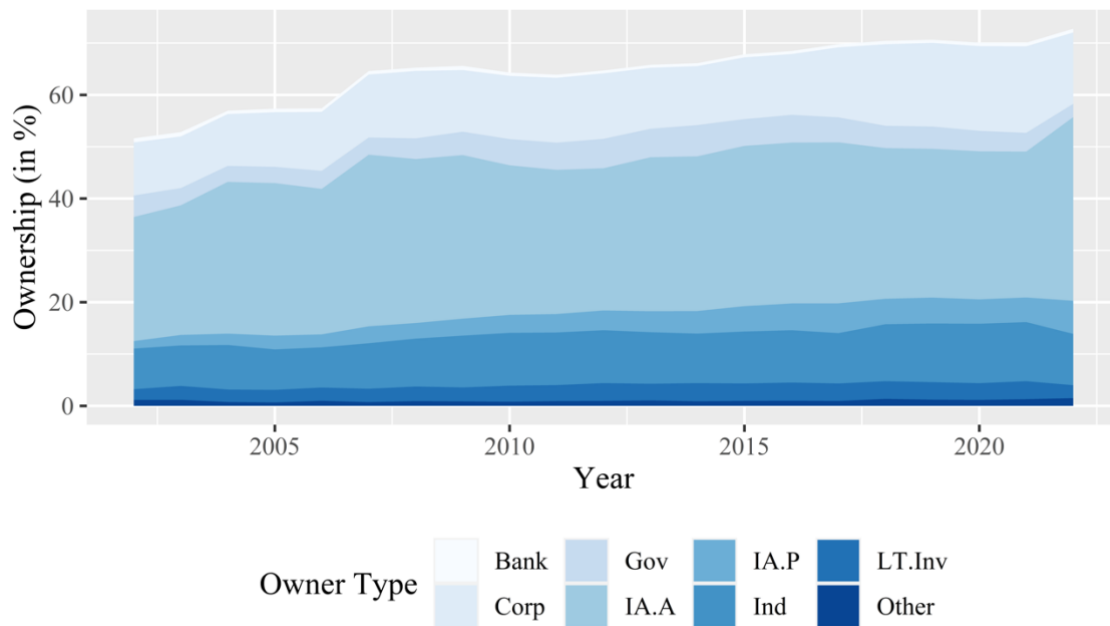 Ownership (in %)
60
40
20
0
2005 2010 2015 2020
Year
Owner Type
Bank Gov IA.P LT.Inv
Corp IA.A Ind Other